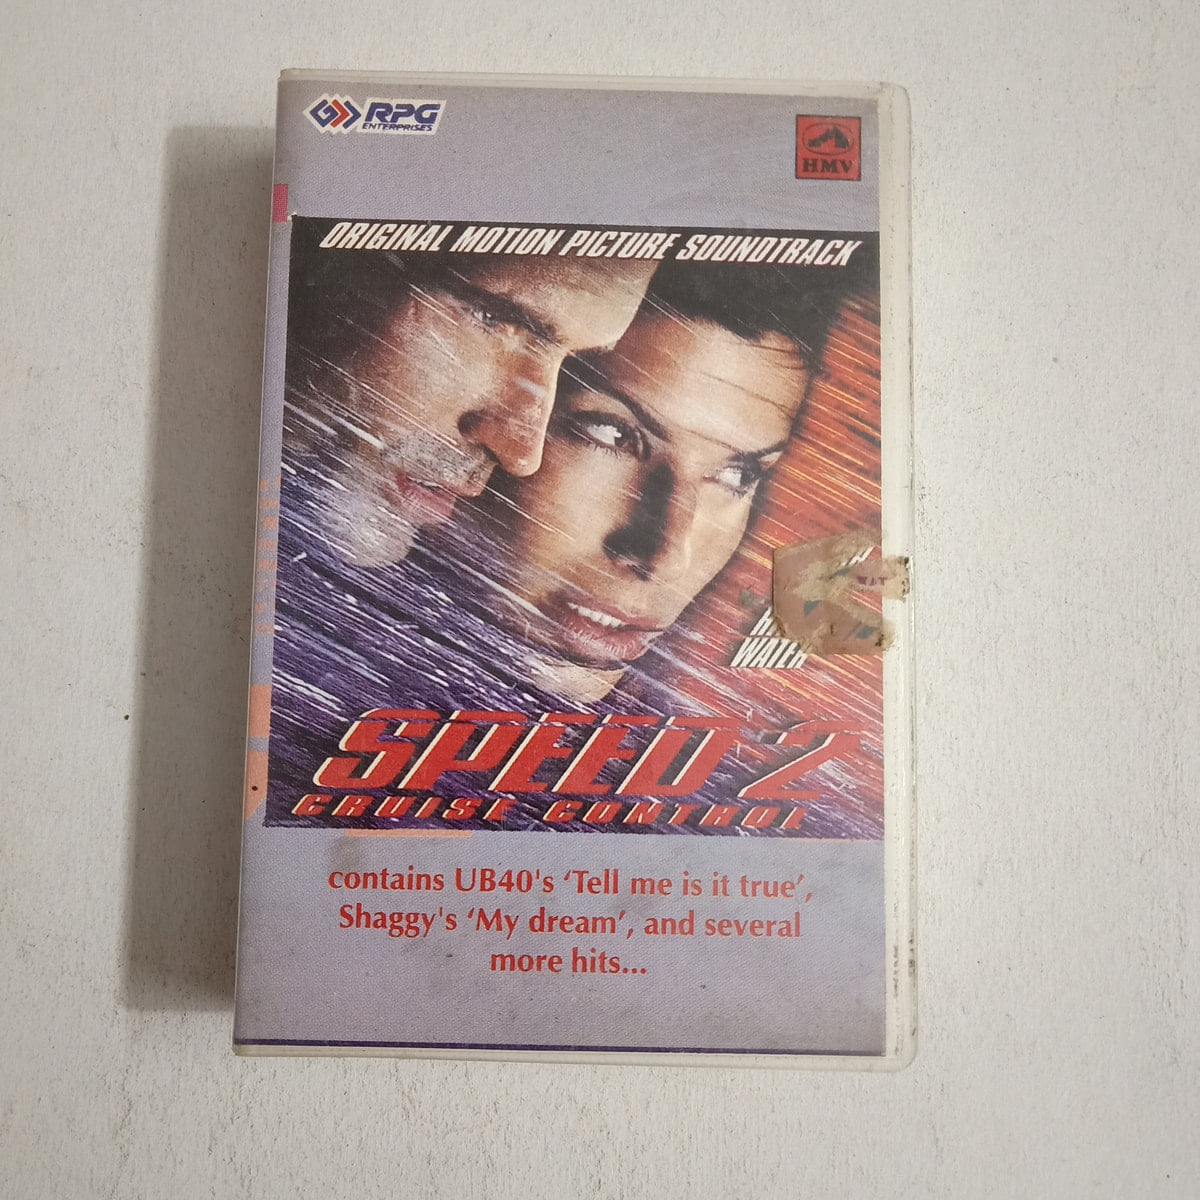 RPG
ENTERPRISES
HMV
ORIGINAL MOTION PICTURE SOUNDTRACK
WATER
SPEED 2
CRUISE CONTROL
contains UB40's ‘Tell me is it true’,
Shaggy's ‘My dream’, and several
more hits...